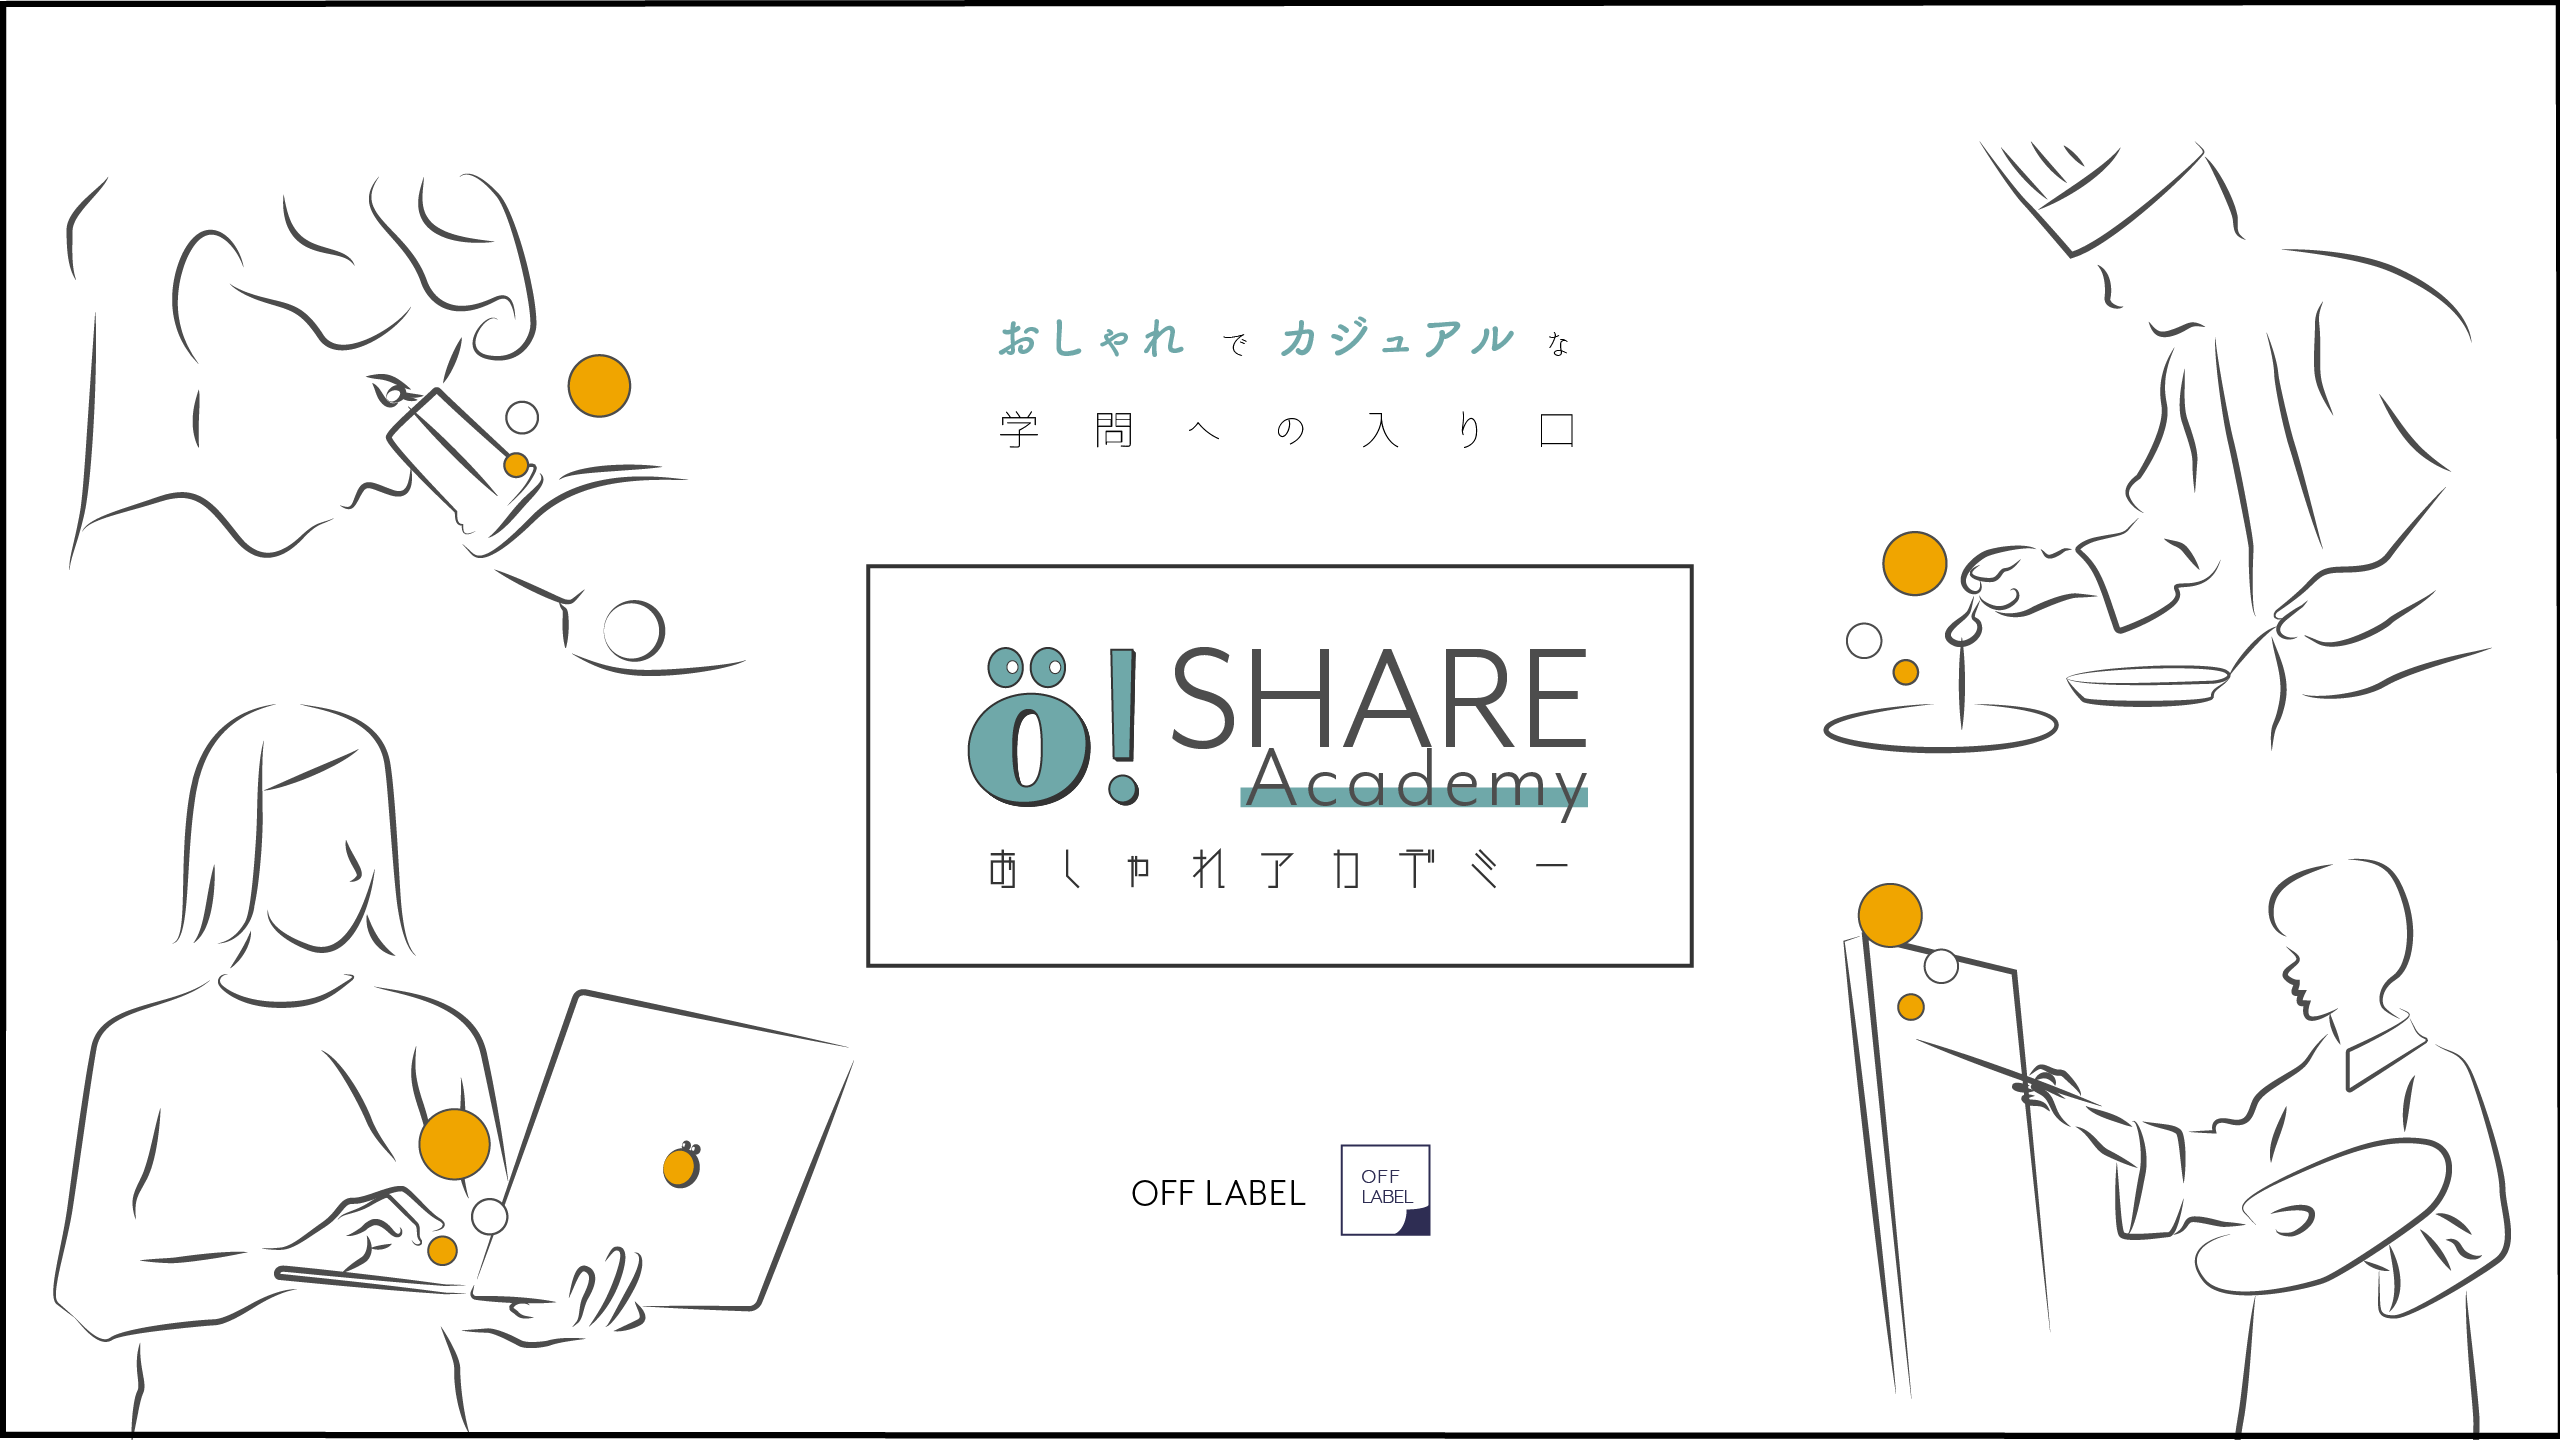 おしゃれでカジュアルな
学問への入り口
ö! SHARE
Academy
おしゃれアカデミー
OFF LABEL
OFF
LABEL